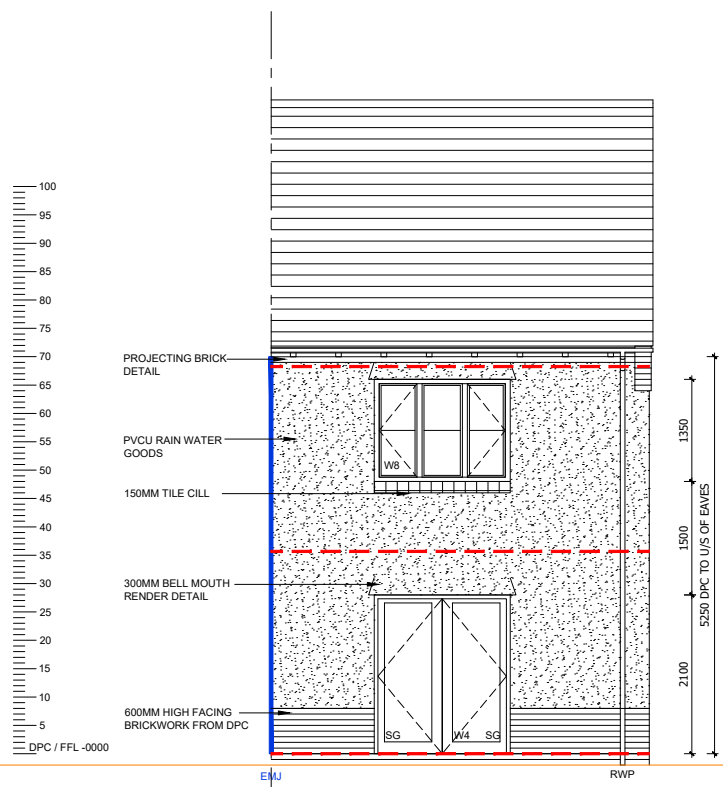 100
95
90
85
80
75
70
65
60
55
50
45
40
35
30
25
20
15
10
5
DPC / FFL -0000
PROJECTING BRICK
DETAIL
PVCU RAIN WATER
GOODS
150MM TILE CILL
300MM BELL MOUTH
RENDER DETAIL
600MM HIGH FACING
BRICKWORK FROM DPC
W8
SG
W4
SG
1350
1500
2100
5250 DPC TO U/S OF EAVES
EMJ
RWP